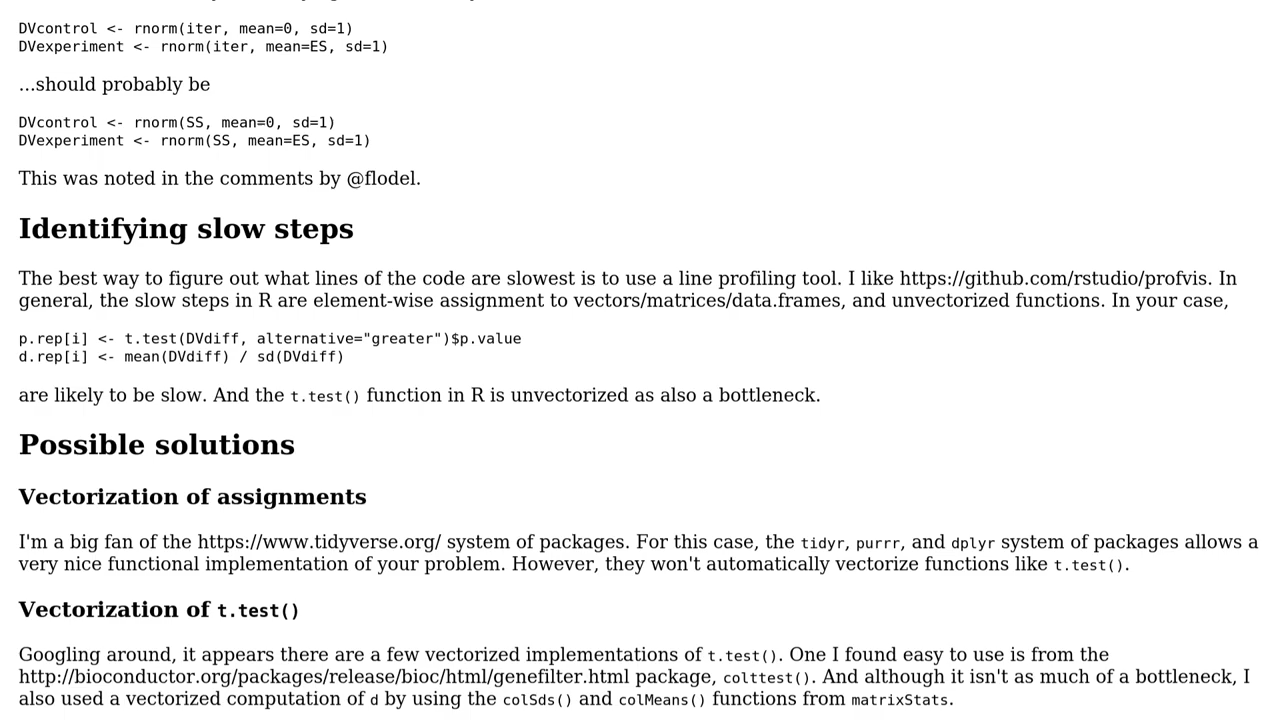 DVcontrol <- rnorm(iter, mean=0, sd=1)
DVexperiment <- rnorm(iter, mean=ES, sd=1)
...should probably be
DVcontrol <- rnorm(SS, mean=0, sd=1)
DVexperiment <- rnorm(SS, mean=ES, sd=1)
This was noted in the comments by @flodel.
Identifying slow steps
The best way to figure out what lines of the code are slowest is to use a line profiling tool. I like https://github.com/rstudio/profvis. In
general, the slow steps in R are element-wise assignment to vectors/matrices/data.frames, and unvectorized functions. In your case,
p.rep[i] <- t.test(DVdiff, alternative="greater")$p.value
d.rep[i] <- mean(DVdiff) / sd(DVdiff)
are likely to be slow. And the t.test() function in R is unvectorized as also a bottleneck.
Possible solutions
Vectorization of assignments
I'm a big fan of the https://www.tidyverse.org/ system of packages. For this case, the tidyr, purrr, and dplyr system of packages allows a
very nice functional implementation of your problem. However, they won't automatically vectorize functions like t.test().
Vectorization of t.test()
Googling around, it appears there are a few vectorized implementations of t.test(). One I found easy to use is from the
http://bioconductor.org/packages/release/bioc/html/genefilter.html package, colttest(). And although it isn't as much of a bottleneck, I
also used a vectorized computation of d by using the colSds() and colMeans() functions from matrixStats.